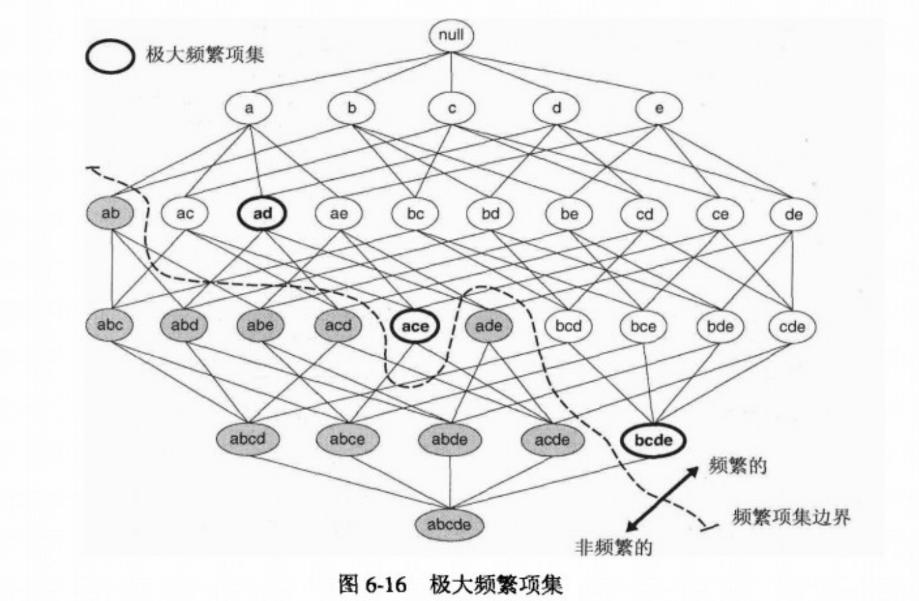 null
极大频繁项集
a b c d e
ab ac ad ae bc bd be cd ce de
abc abd abe acd ace ade bcd bce bde cde
abcd abce abde acde bcde
频繁的
频繁项集边界
abcde
非频繁的
图 6-16 极大频繁项集